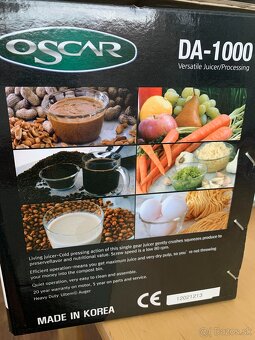 OSCAR
DA-1000
Versatile Juicer/Processing
Living Juicer-Cold pressing action of this single gear juicer gently crushes squeezes produce to
preserveflavor and nutritional value. Screw speed is a low 80 rpm.
Efficient operation-means you get maximum juice and very dry pulp, so you' re not throwing
your money into the compost bin.
Quick operation, very easy to clean and assemble.
20 year warranty on motor, 5 year on parts and service.
Heavy Duty Auger
CE
12021213
MADE IN KOREA